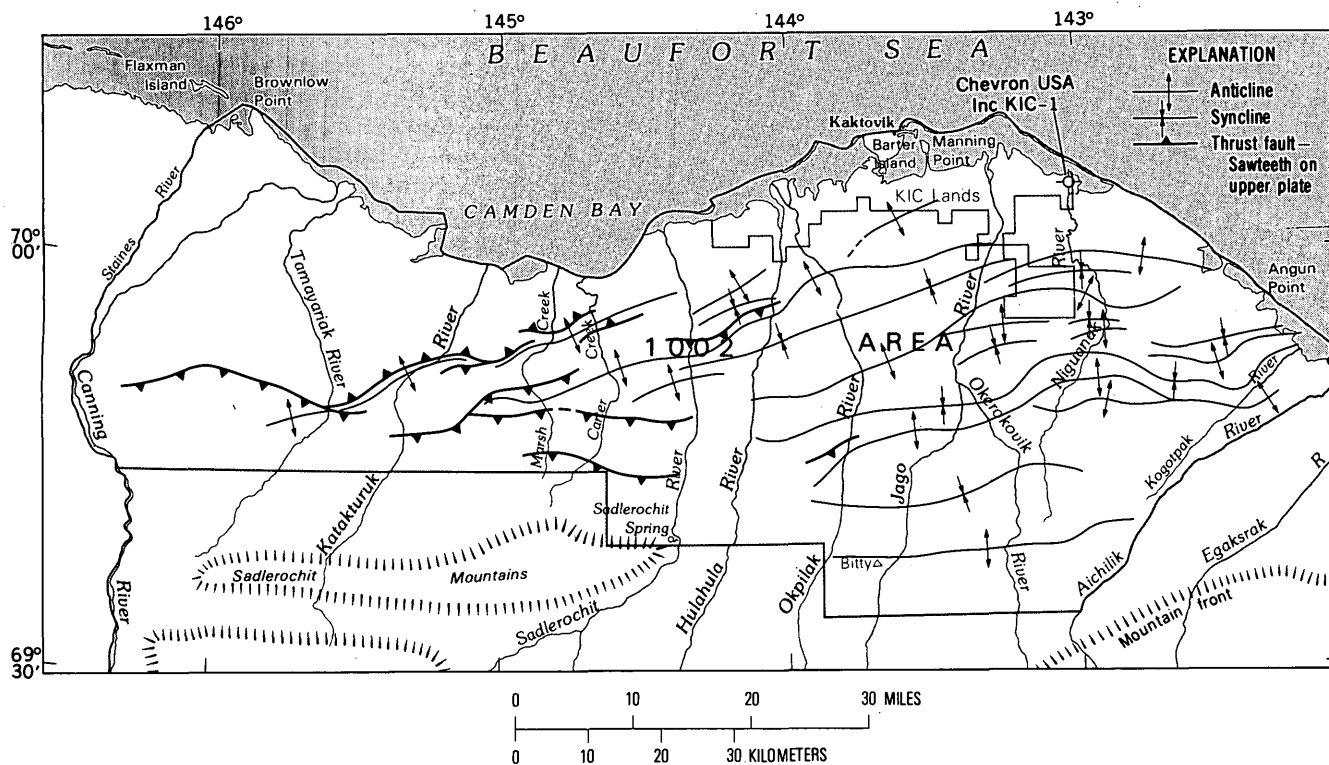 146°
145°
144°
143°
BEAUFORT SEA
EXPLANATION
Anticline
Syncline
Thrust fault—
Sawteeth on
upper plate
Flaxman
Island
Brownlow
Point
Chevron USA
Inc KIC-1
Kaktovik
Barter
Island
Manning
Point
KIC Lands
CAMDEN BAY
70°
00'
Staines
River
Tamayariak
River
River
Creek
Creek
River
River
Angun
Point
1002 AREA
Canning
River
Katakturuk
Marsh
Carter
River
River
River
Jago
Okerokovik
River
Niguanak
River
Kogotpak
River
Aichilik
Egaksrak
R
Sadlerochit
Spring
Sadlerochit
Mountains
Sadlerochit
Hulahula
Okpilak
Bitty
Mountain front
69°
30'
0 10 20 30 MILES
0 10 20 30 KILOMETERS